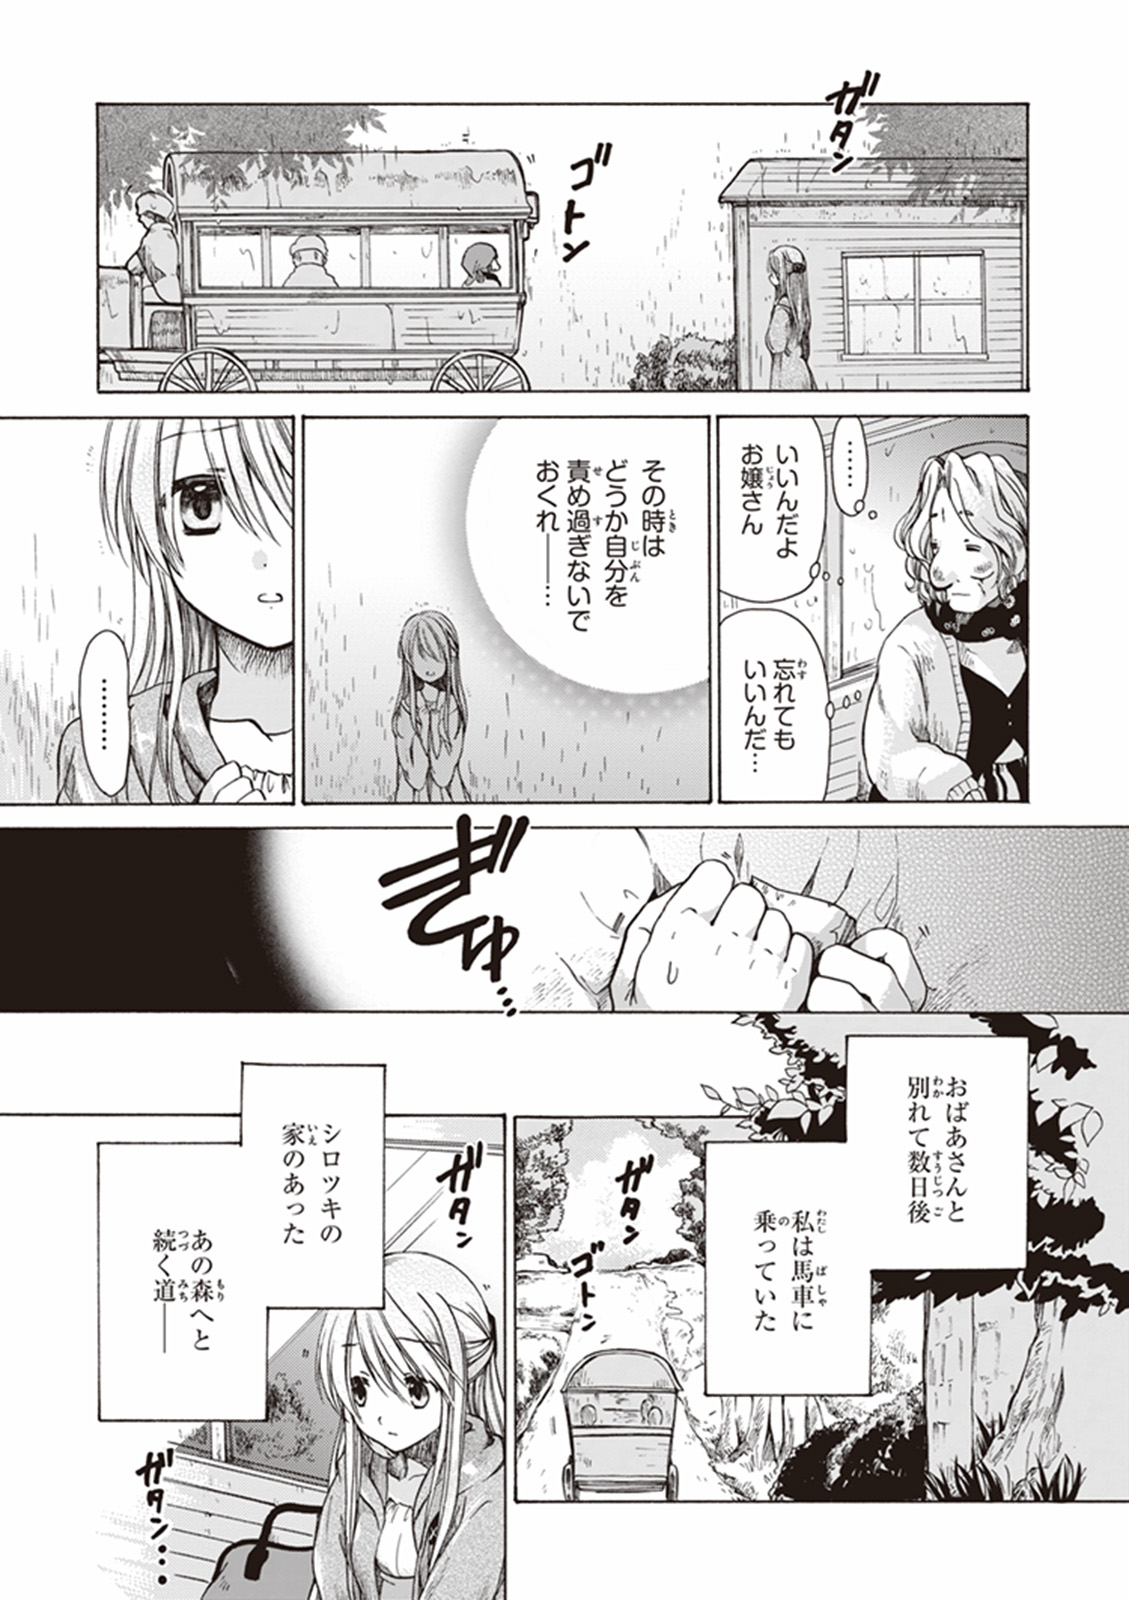 ガタン
ゴトン
………
いいんだよ
お嬢さん
忘れても
いいんだ…
その時は
どうか自分を
責め過ぎないで
おくれ――…
………
ぎゅ…
おばあさんと
別れて数日後
私は馬車に
乗っていた
ガタン
ゴトン
シロツキの
家のあった
あの森へと
続く道――
ガタン
ガタン…